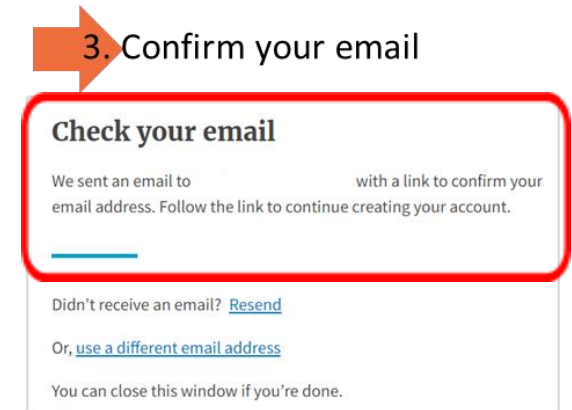 3. Confirm your email
Check your email
We sent an email to with a link to confirm your
email address. Follow the link to continue creating your account.
Didn’t receive an email? Resend
Or, use a different email address
You can close this window if you’re done.